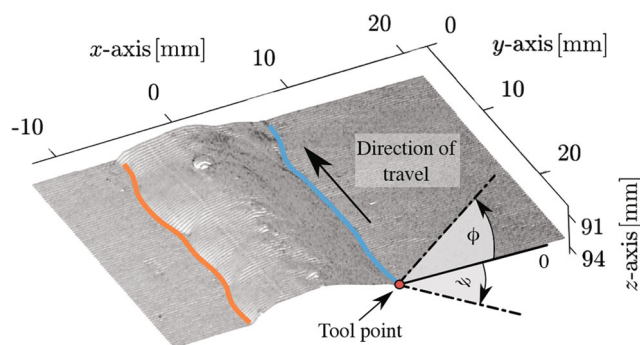 x-axis [mm]
20
0
y-axis [mm]
10
10
0
-10
20
Direction of
travel
91
94
z-axis [mm]
ϕ
0
ψ
Tool point